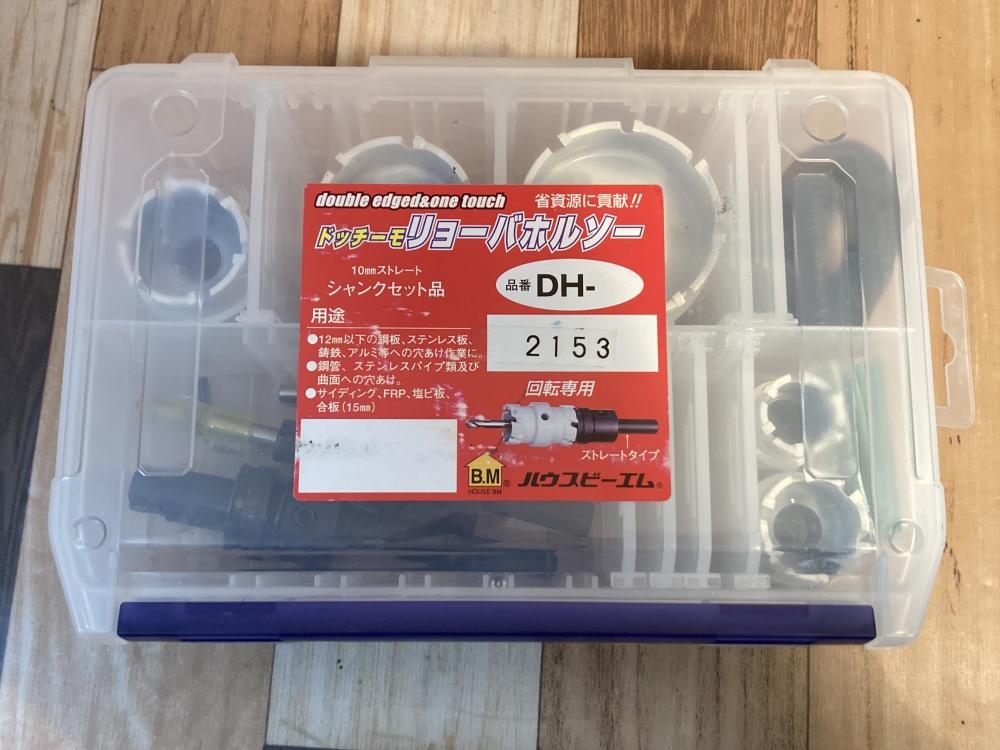 double edged&one touch
省資源に貢献!!
ドッチーモリョーバホルソー
10mmストレート
シャンクセット品
品番 DH-
2153
用途
●12mm以下の鋼板、ステンレス板、
鋳鉄、アルミ等への穴あけ作業に。
●鋼管、ステンレスパイプ類及び
曲面への穴あけ。
●サイディング、FRP、塩ビ板、
合板(15mm)
回転専用
ストレートタイプ
B.M®
HOUSE BM
ハウスビーエム®